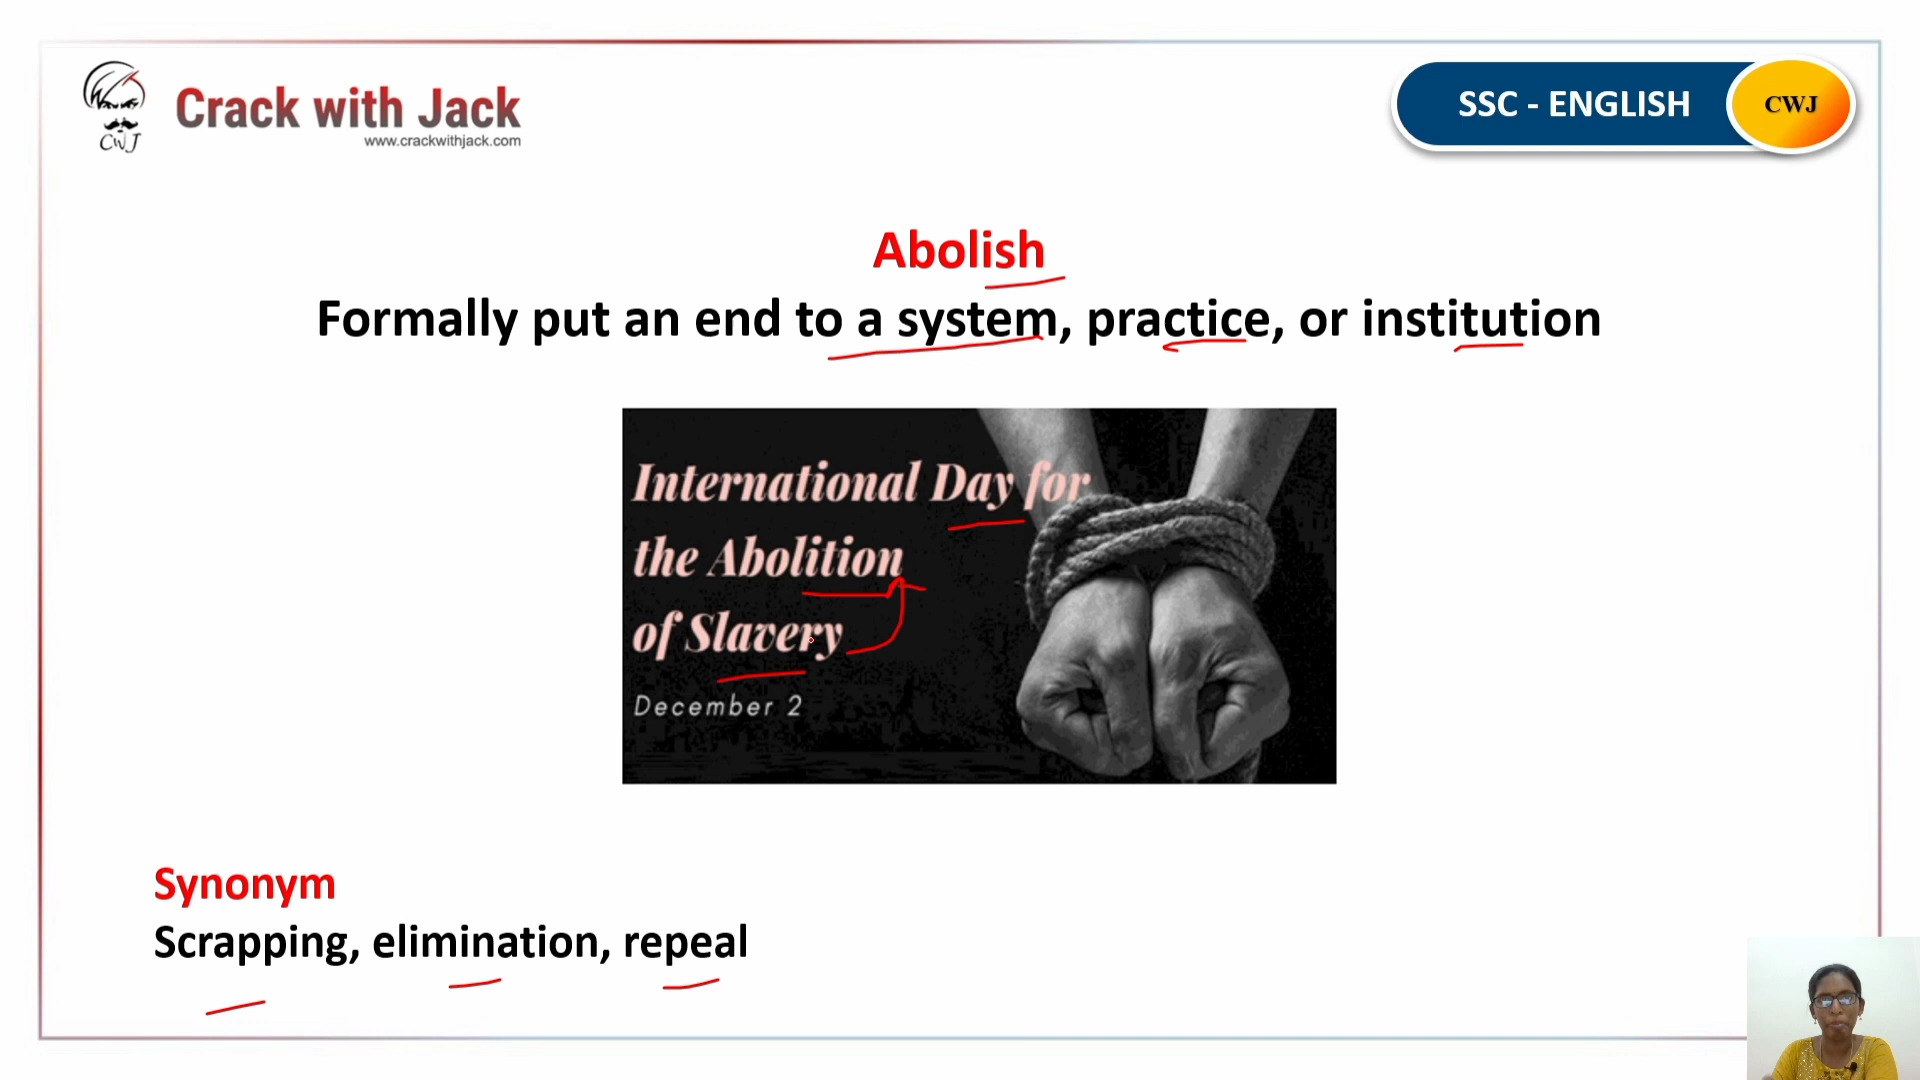 CWJ
Crack with Jack
www.crackwithjack.com
SSC - ENGLISH
CWJ
Abolish
Formally put an end to a system, practice, or institution
International Day for
the Abolition
of Slavery
December 2
Synonym
Scrapping, elimination, repeal